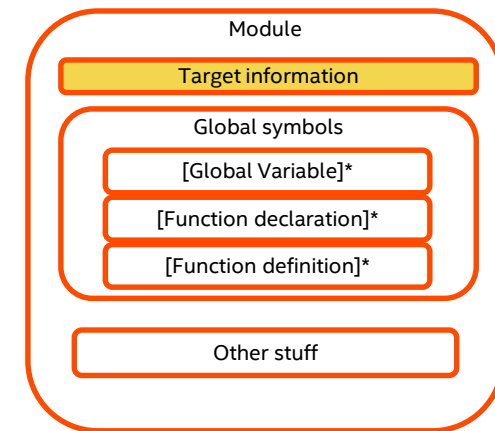 Module
Target information
Global symbols
[Global Variable]*
[Function declaration]*
[Function definition]*
Other stuff